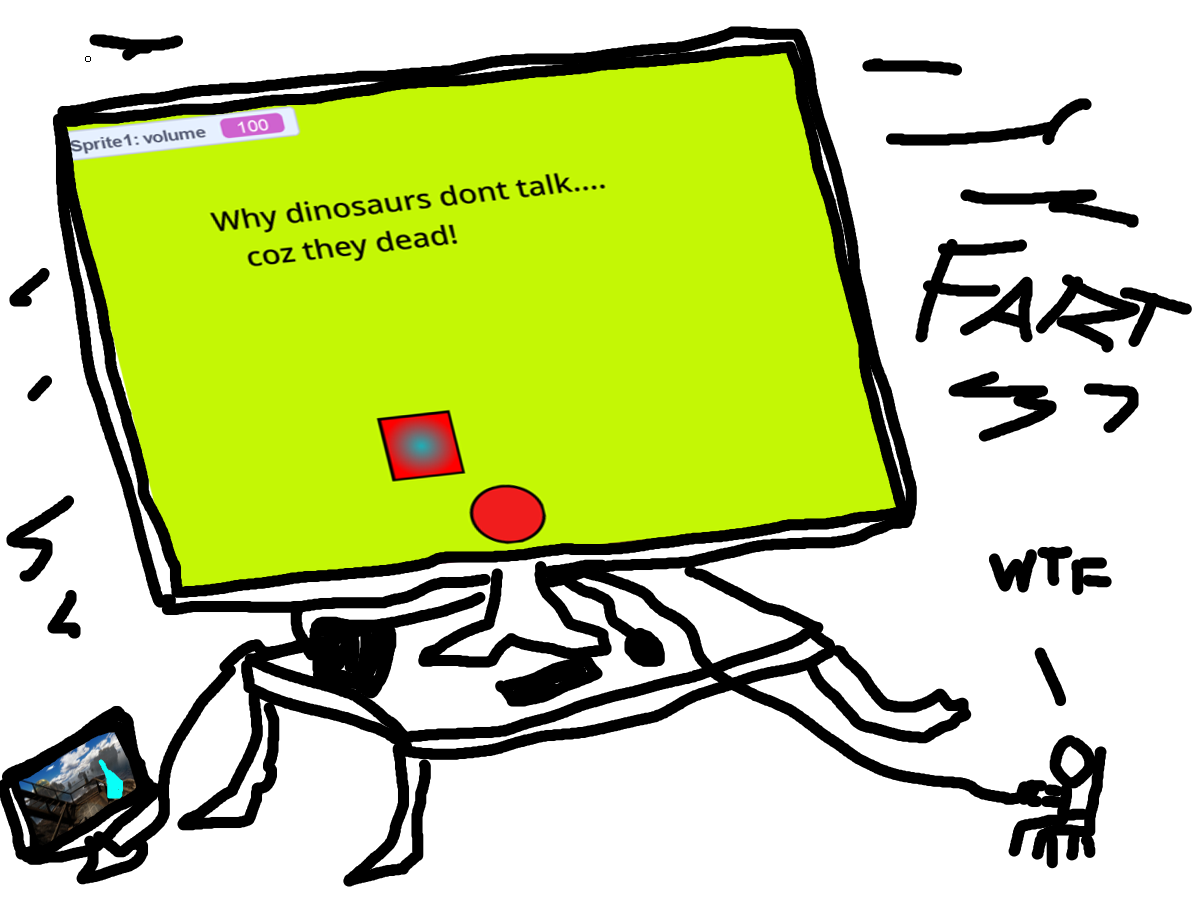 Sprite1: volume 100
Why dinosaurs dont talk....
coz they dead!
FART
WTF